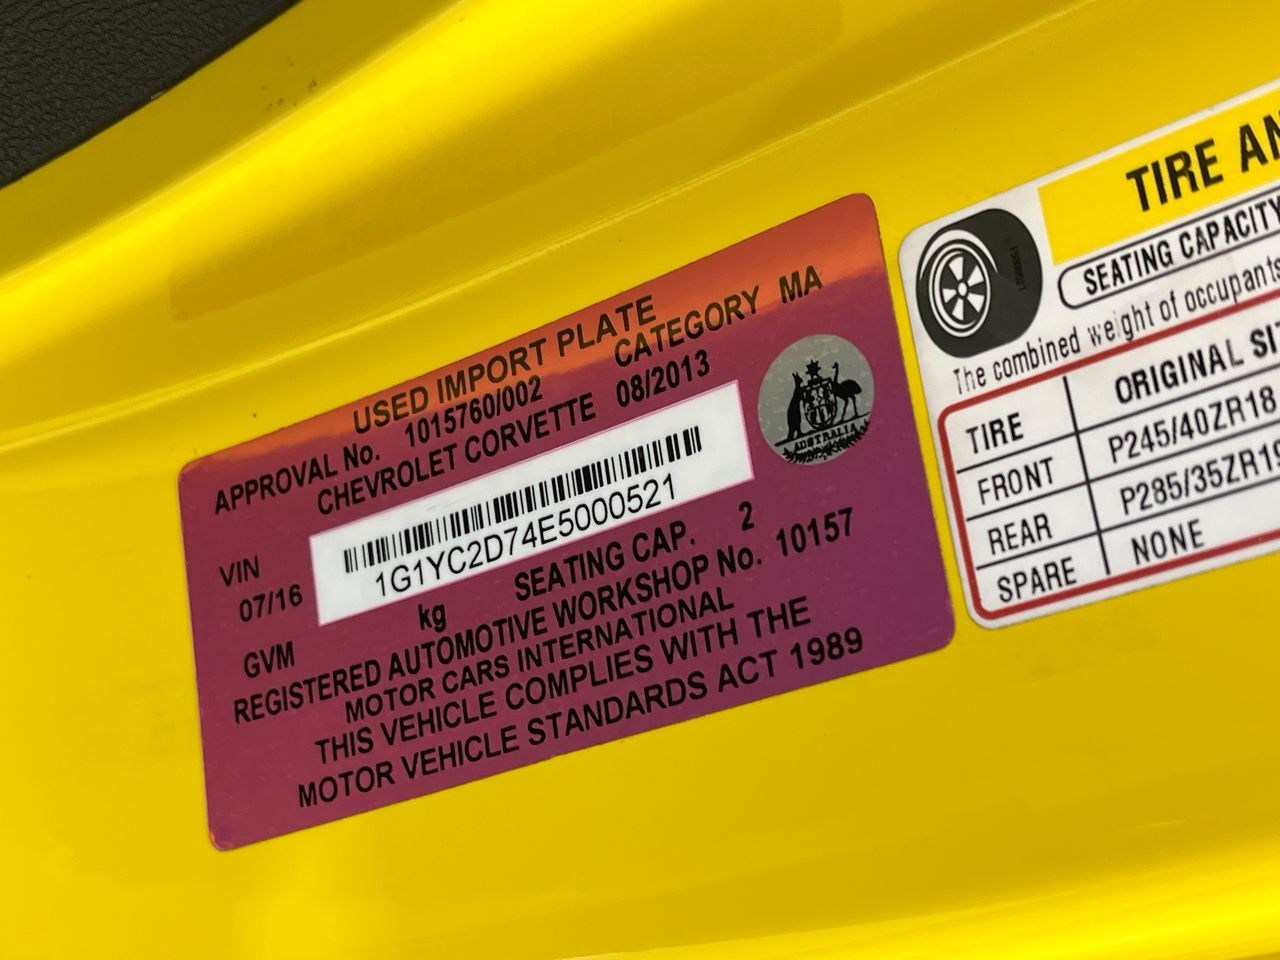 USED IMPORT PLATE
APPROVAL No. 1015760/002 CATEGORY MA
CHEVROLET CORVETTE 08/2013
VIN 1G1YC2D74E5000521
07/16
GVM kg SEATING CAP. 2
REGISTERED AUTOMOTIVE WORKSHOP No. 10157
MOTOR CARS INTERNATIONAL
THIS VEHICLE COMPLIES WITH THE
MOTOR VEHICLE STANDARDS ACT 1989
AUSTRALIA
TIRE AN
SEATING CAPACITY
The combined weight of occupants
TIRE ORIGINAL SI
FRONT P245/40ZR18
REAR P285/35ZR19
SPARE NONE